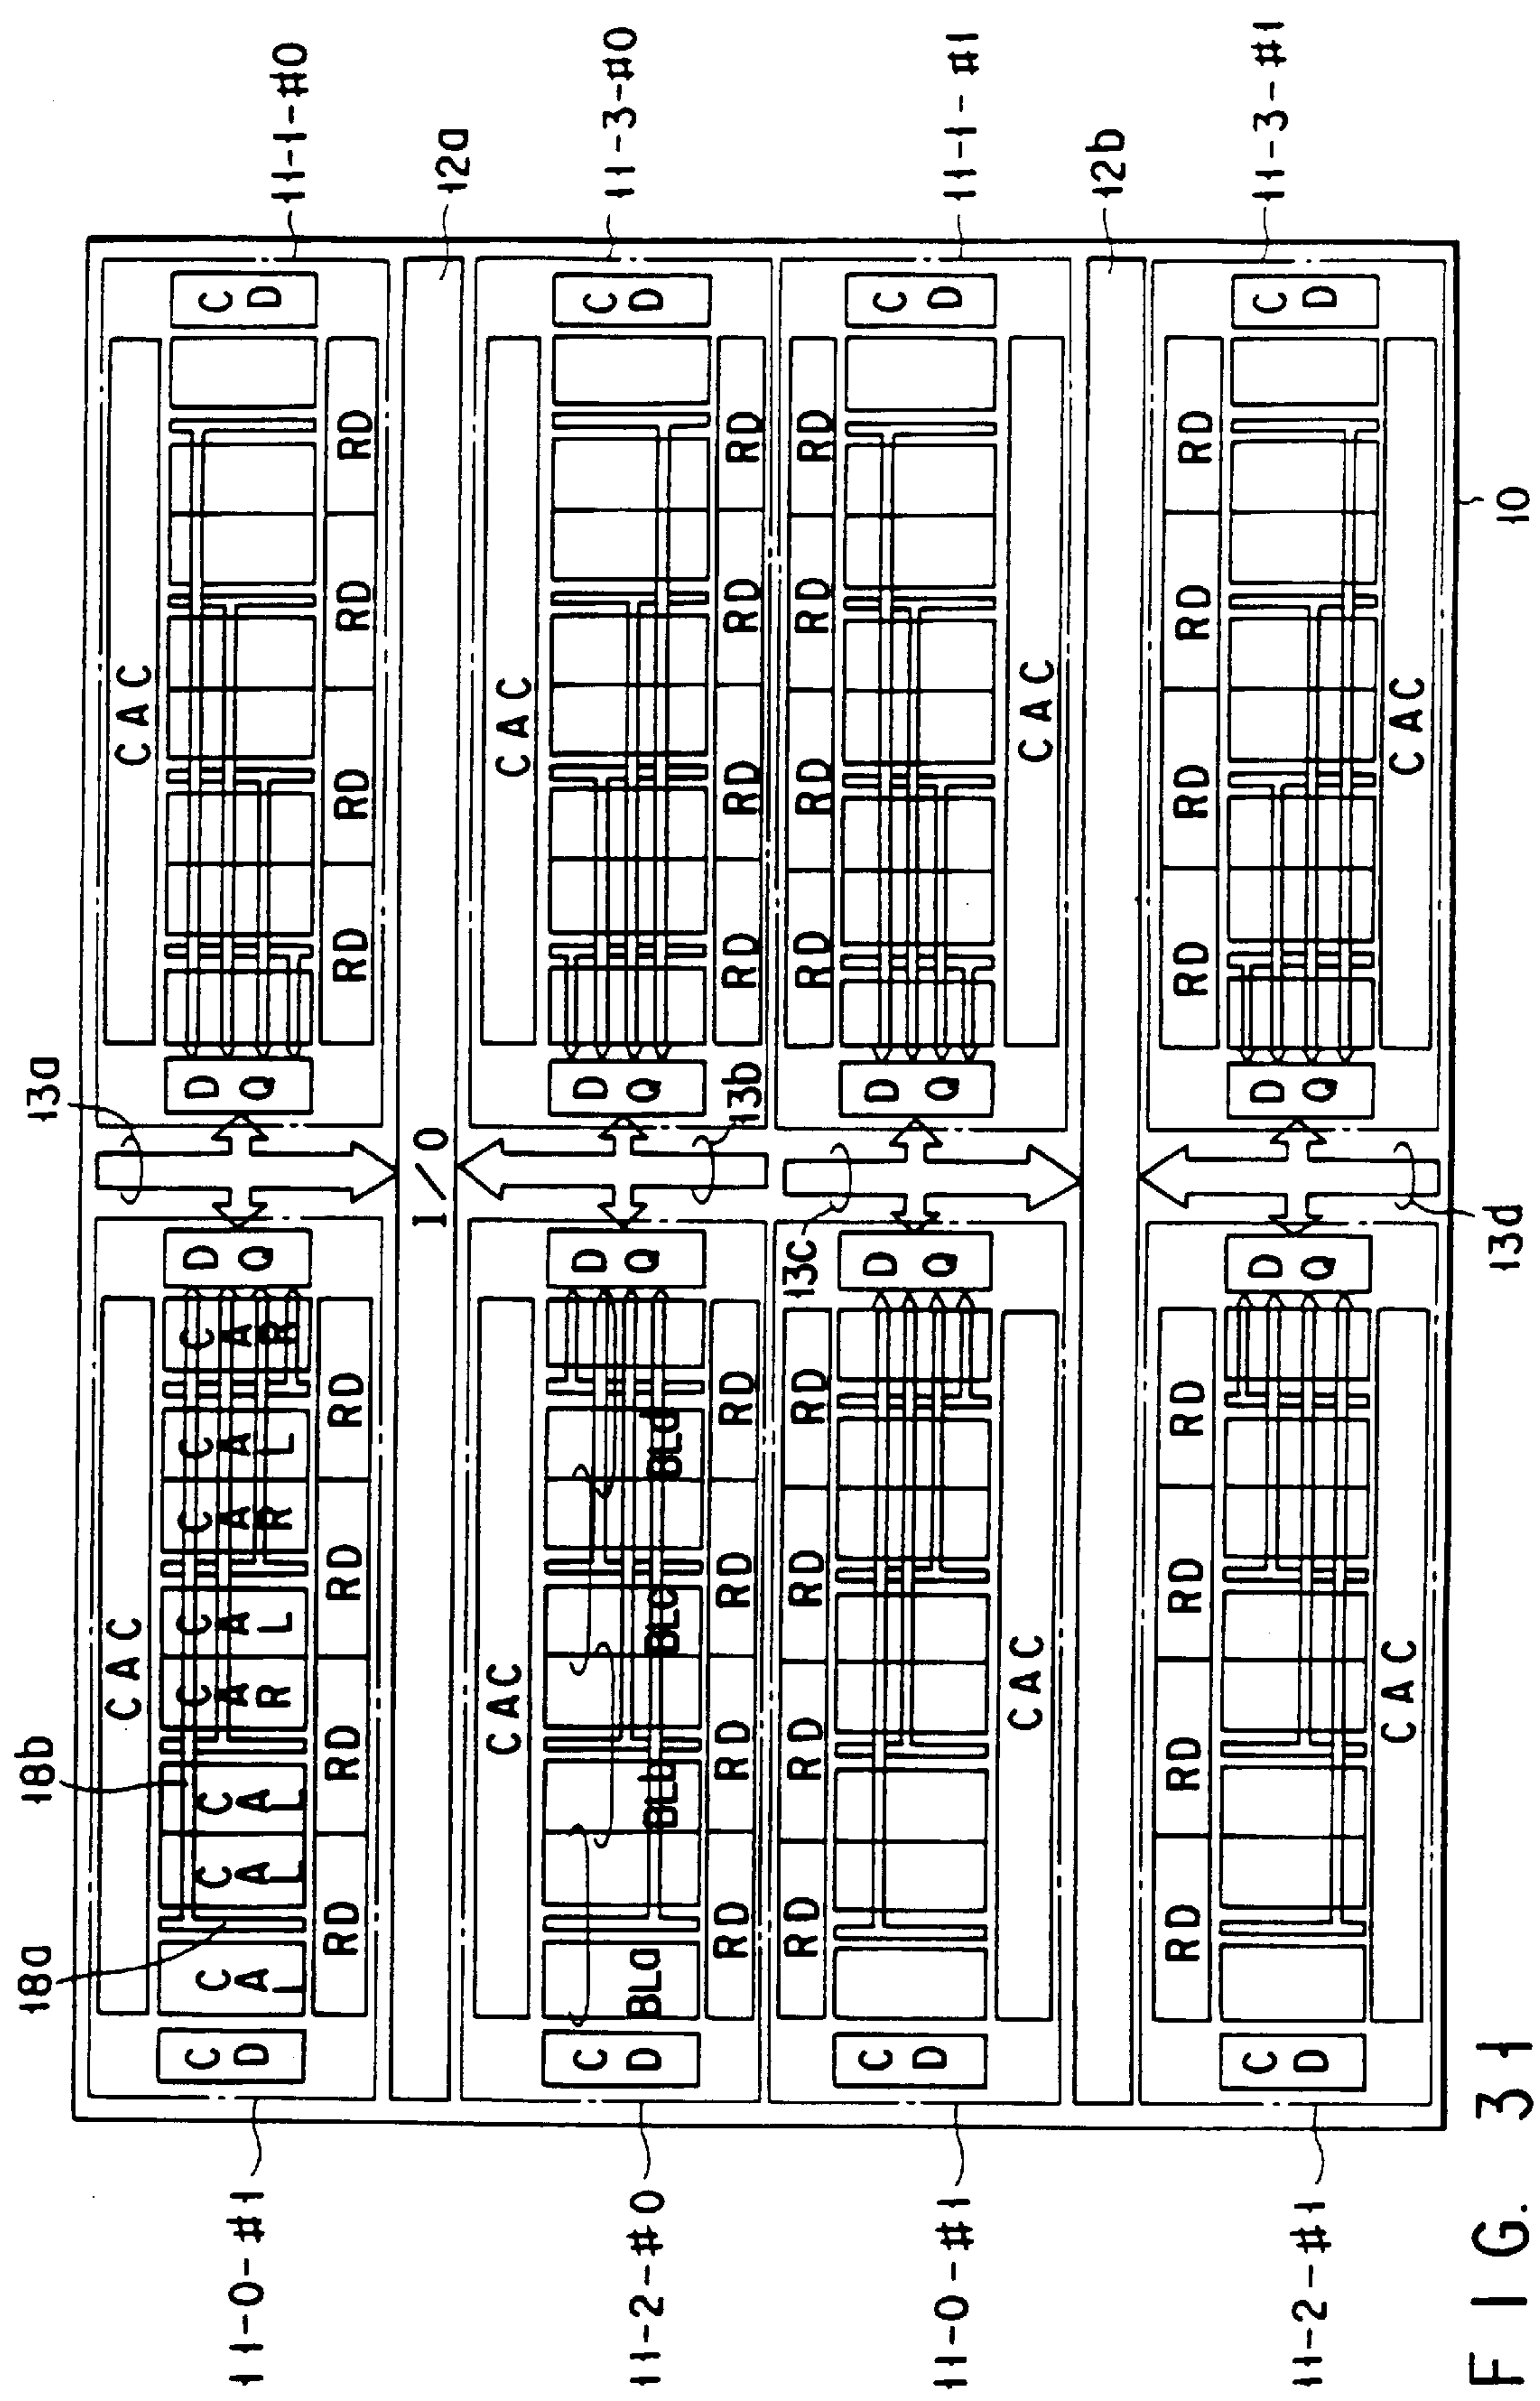 18a 18b 13a
CAC CAC
11-0-#1 CD CAL CAL CAL CAR CAL CAR CAL CAR DQ DQ CD 11-1-#0
RD RD RD RD RD RD RD RD
I/O 12a
CAC CAC
11-2-#0 CD BLa BLb BLc BLd DQ DQ CD 11-3-#0
RD RD RD RD 13b RD RD RD RD
RD RD RD RD 13c RD RD RD RD
11-0-#1 CD DQ DQ CD 11-1-#1
CAC CAC
12b
RD RD RD RD RD RD RD RD
11-2-#1 CD DQ DQ CD 11-3-#1
CAC CAC
13d 10
FIG. 31